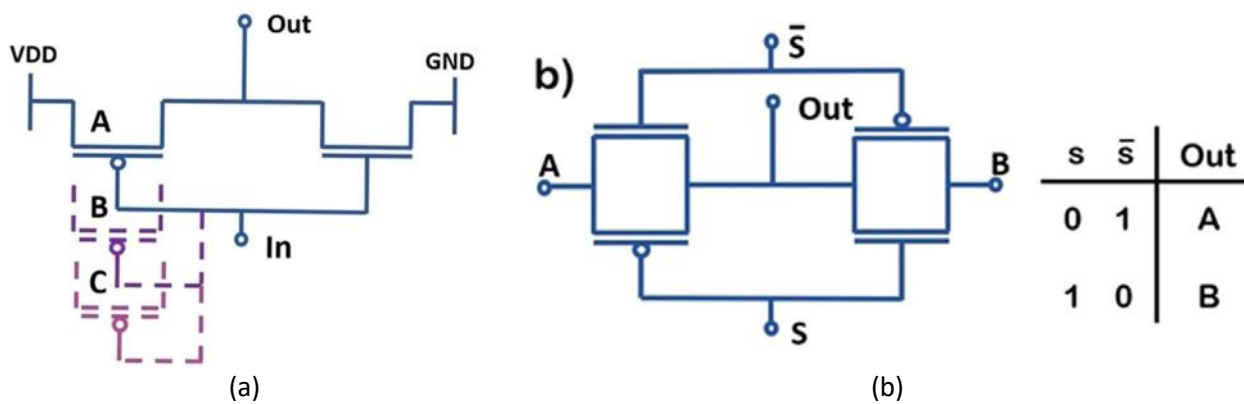 Out
VDD
GND
A
B
In
C
(a)
b)
S̅
Out
A
B
S
s s̅ Out
0 1 A
1 0 B
(b)